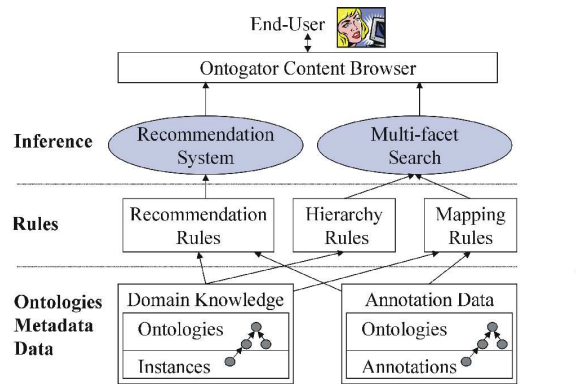 End-User
Ontogator Content Browser
Inference
Recommendation
System
Multi-facet
Search
Rules
Recommendation
Rules
Hierarchy
Rules
Mapping
Rules
Ontologies
Metadata
Data
Domain Knowledge
Ontologies
Instances
Annotation Data
Ontologies
Annotations